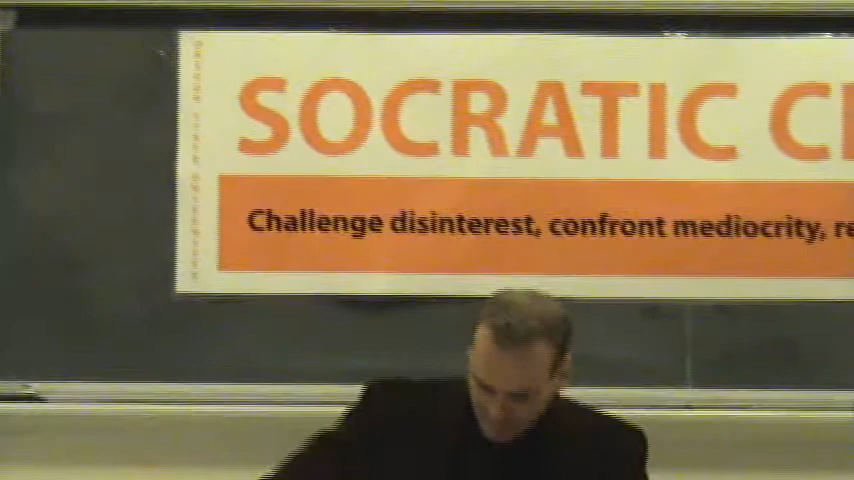 SOCRATIC C
Challenge disinterest, confront mediocrity, re